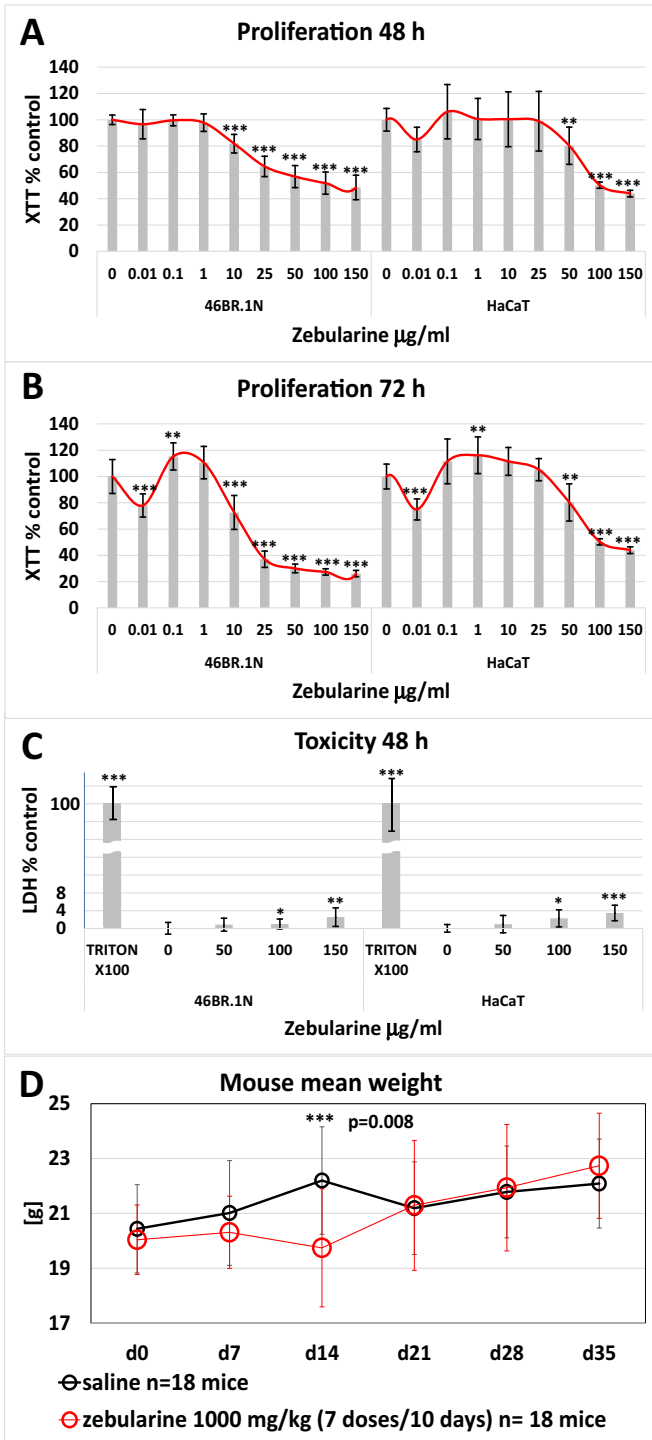 A
Proliferation 48 h
XTT % control
140
120
100
80
60
40
20
0
*** *** *** *** *** ** *** ***
0 0.01 0.1 1 10 25 50 100 150 0 0.01 0.1 1 10 25 50 100 150
46BR.1N HaCaT
Zebularine μg/ml
B
Proliferation 72 h
XTT % control
140
120
100
80
60
40
20
0
*** ** *** *** *** *** *** *** ** ** *** ***
0 0.01 0.1 1 10 25 50 100 150 0 0.01 0.1 1 10 25 50 100 150
46BR.1N HaCaT
Zebularine μg/ml
C
Toxicity 48 h
LDH % control
100
8
4
0
*** * ** *** * ***
TRITON 0 50 100 150 TRITON 0 50 100 150
X100 X100
46BR.1N HaCaT
Zebularine μg/ml
D
Mouse mean weight
[g]
25
23
21
19
17
*** p=0.008
d0 d7 d14 d21 d28 d35
saline n=18 mice
zebularine 1000 mg/kg (7 doses/10 days) n= 18 mice